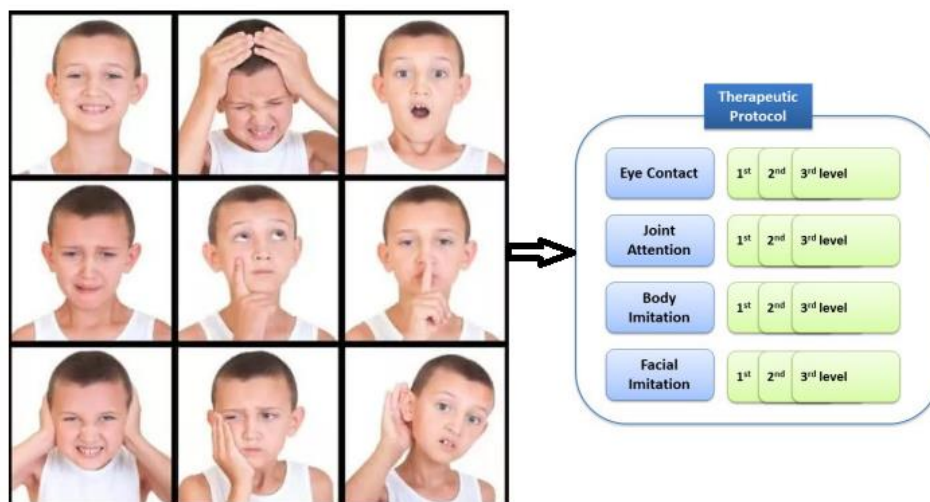 Therapeutic
Protocol
Eye Contact
1st 2nd 3rd level
Joint
Attention
1st 2nd 3rd level
Body
Imitation
1st 2nd 3rd level
Facial
Imitation
1st 2nd 3rd level